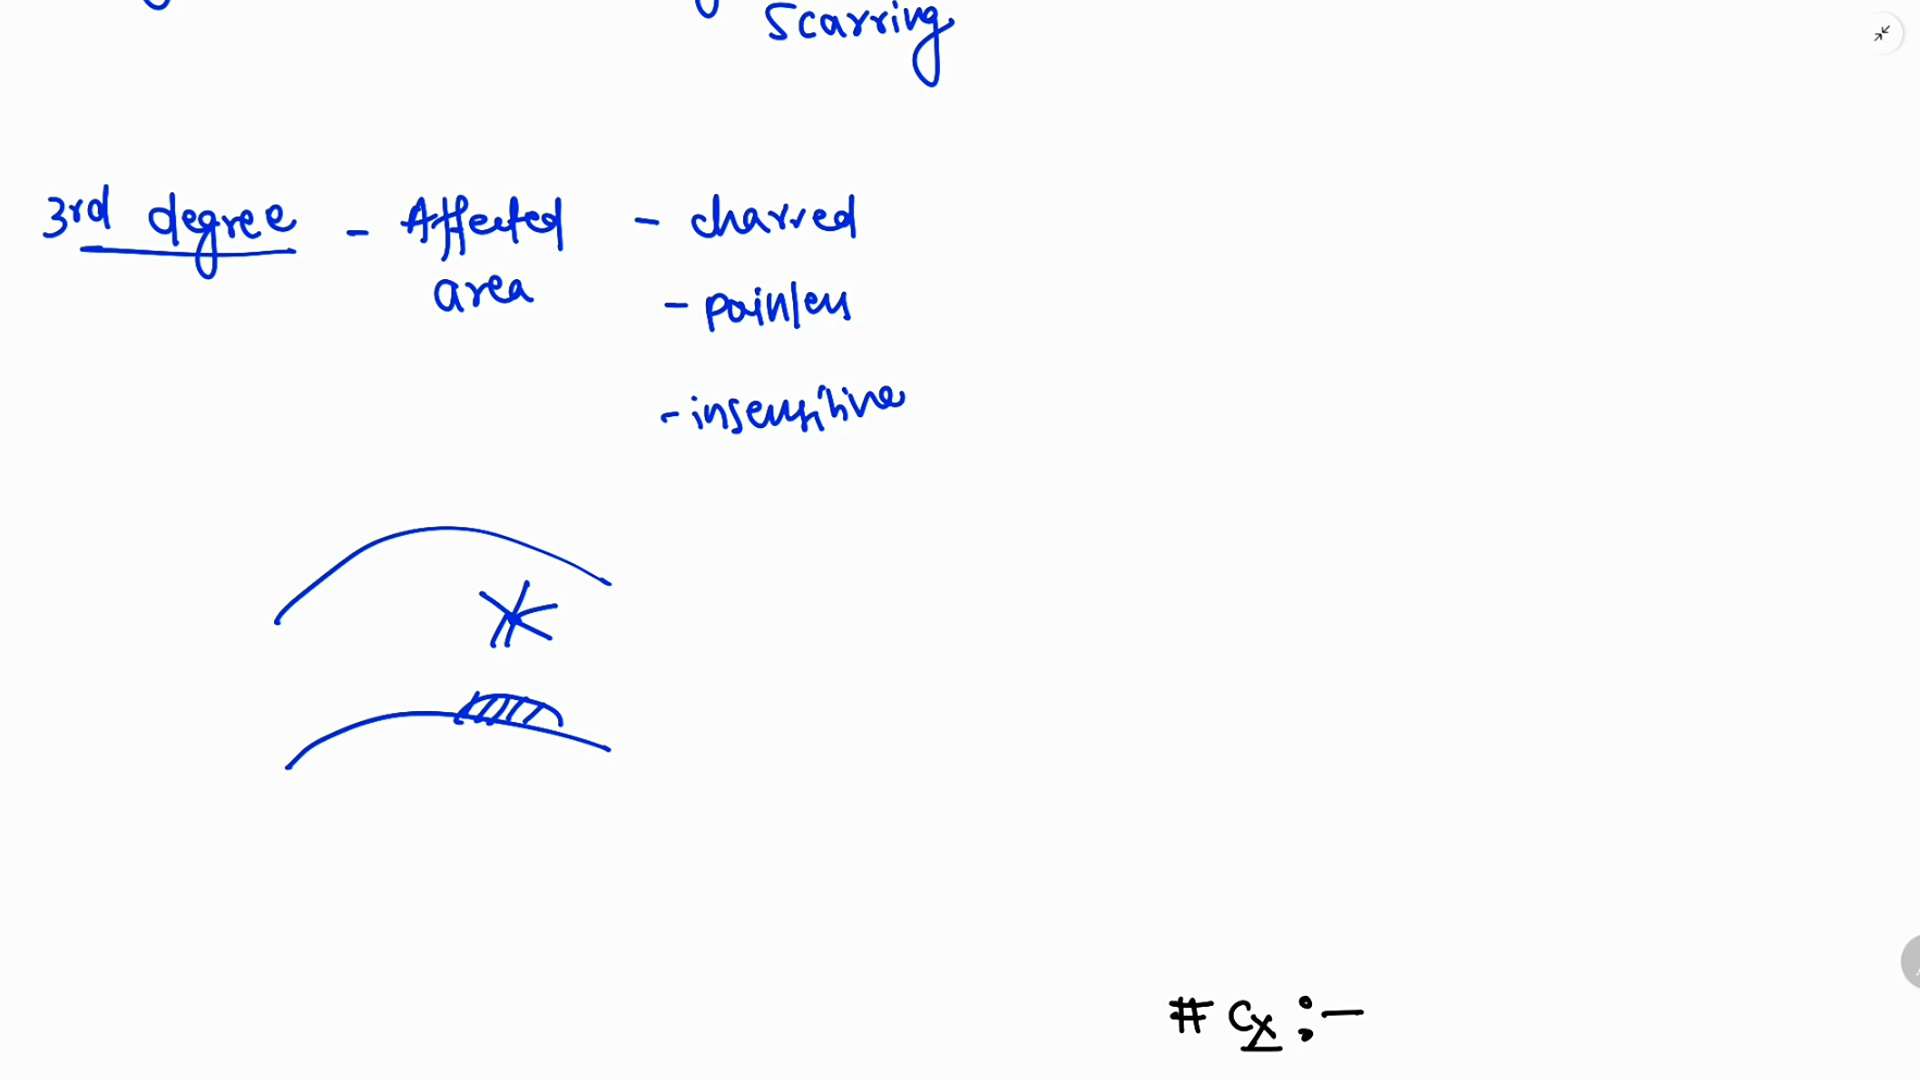 Scarring
3rd degree - Affected - charred
area
- painless
- insensitive
# Cx :-